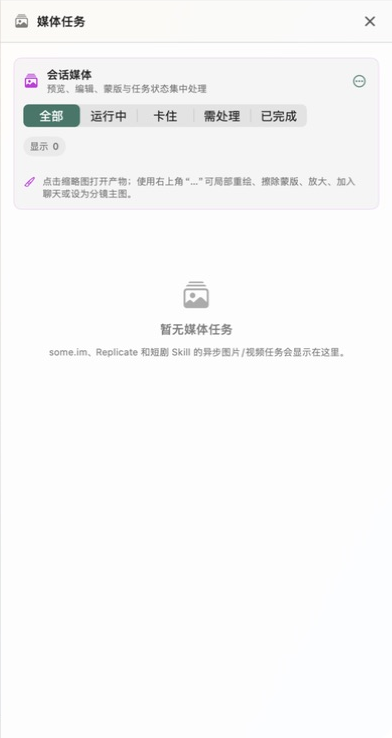 媒体任务
会话媒体
预览、编辑、蒙版与任务状态集中处理
全部
运行中
卡住
需处理
已完成
显示 0
点击缩略图打开产物；使用右上角“…”可局部重绘、擦除蒙版、放大、加入
聊天或设为分镜主图。
暂无媒体任务
some.im、Replicate 和短剧 Skill 的异步图片/视频任务会显示在这里。